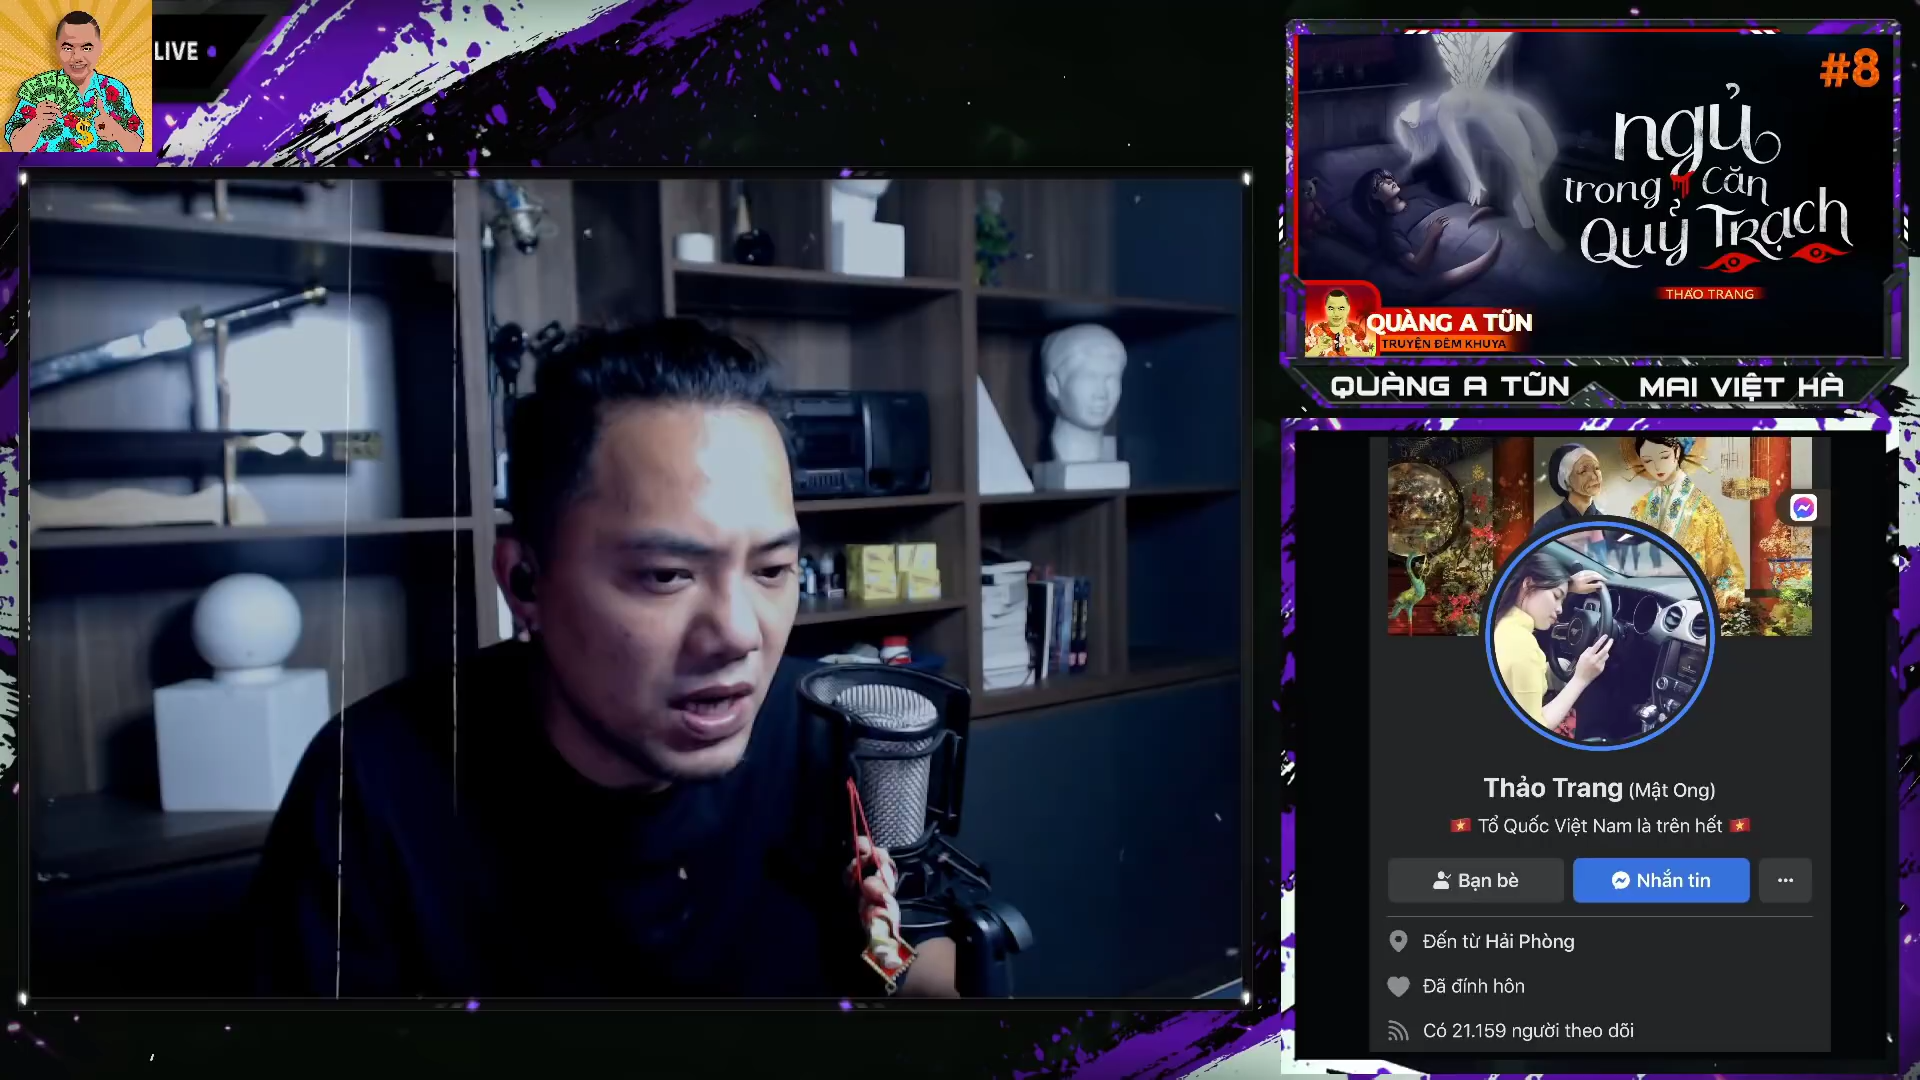 LIVE
#8
ngủ
trong căn
Quỷ Trạch
THẢO TRANG
QUÀNG A TŨN
TRUYỆN ĐÊM KHUYA
QUÀNG A TŨN
MAI VIỆT HÀ
Thảo Trang (Mật Ong)
Tổ Quốc Việt Nam là trên hết
Bạn bè
Nhắn tin
Đến từ Hải Phòng
Đã đính hôn
Có 21.159 người theo dõi